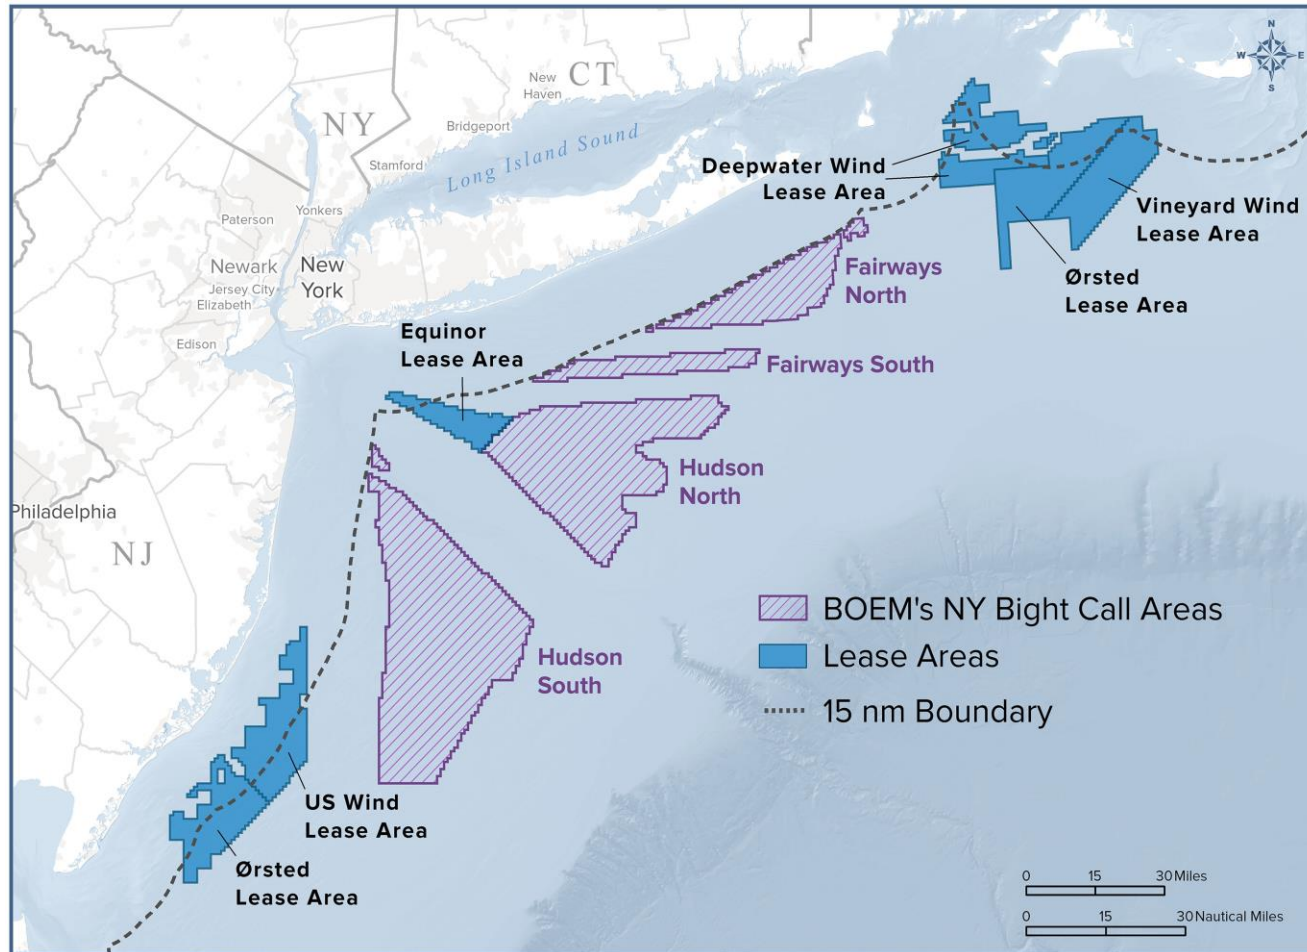 N
W
E
S
CT
New
Haven
NY
Bridgeport
Long Island Sound
Stamford
Deepwater Wind
Lease Area
Yonkers
Paterson
Vineyard Wind
Lease Area
Newark
New
York
Jersey City
Elizabeth
Fairways
North
Ørsted
Lease Area
Equinor
Lease Area
Edison
Fairways South
Hudson
North
Philadelphia
NJ
BOEM's NY Bight Call Areas
Lease Areas
15 nm Boundary
Hudson
South
US Wind
Lease Area
Ørsted
Lease Area
0 15 30 Miles
0 15 30 Nautical Miles